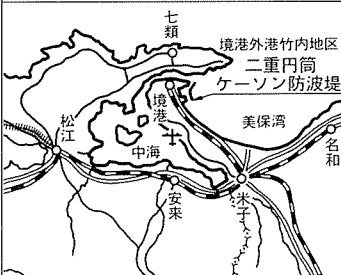 七類
境港外港竹内地区
二重円筒
ケーソン防波堤
境港
美保湾
松江
中海
名和
安来
米子